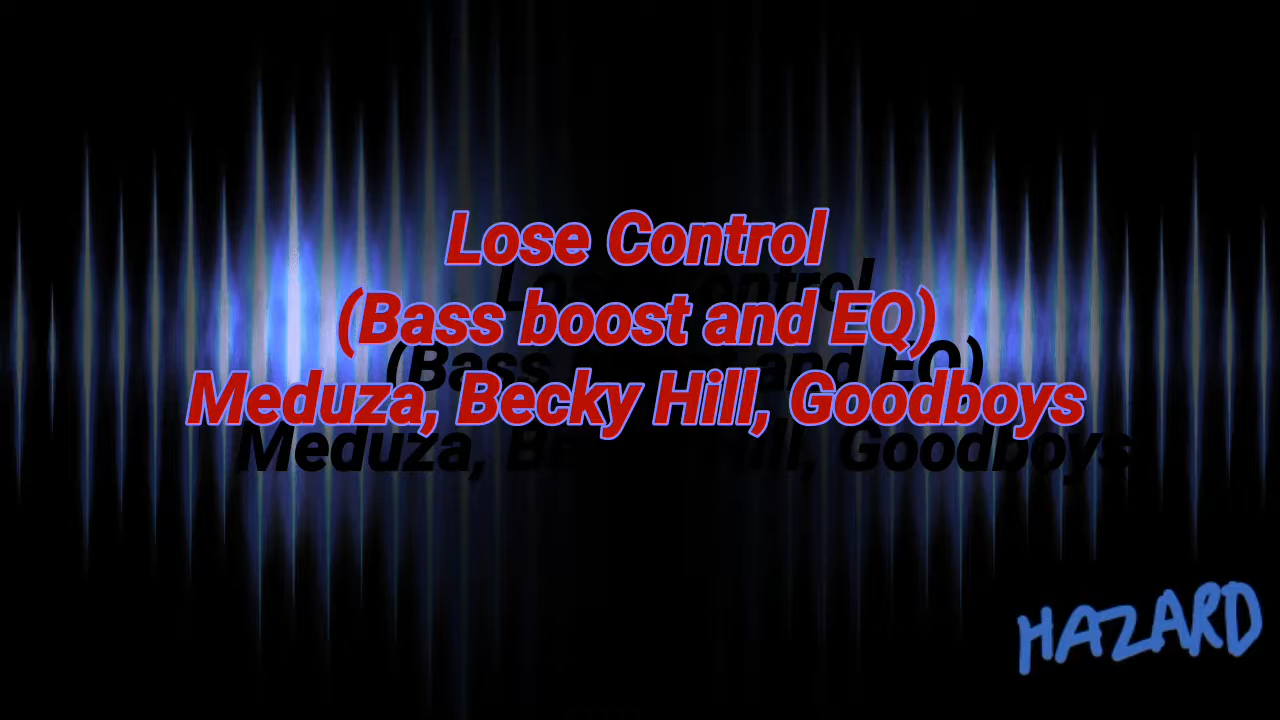 Lose Control
(Bass boost and EQ)
Meduza, Becky Hill, Goodboys
HAZARD